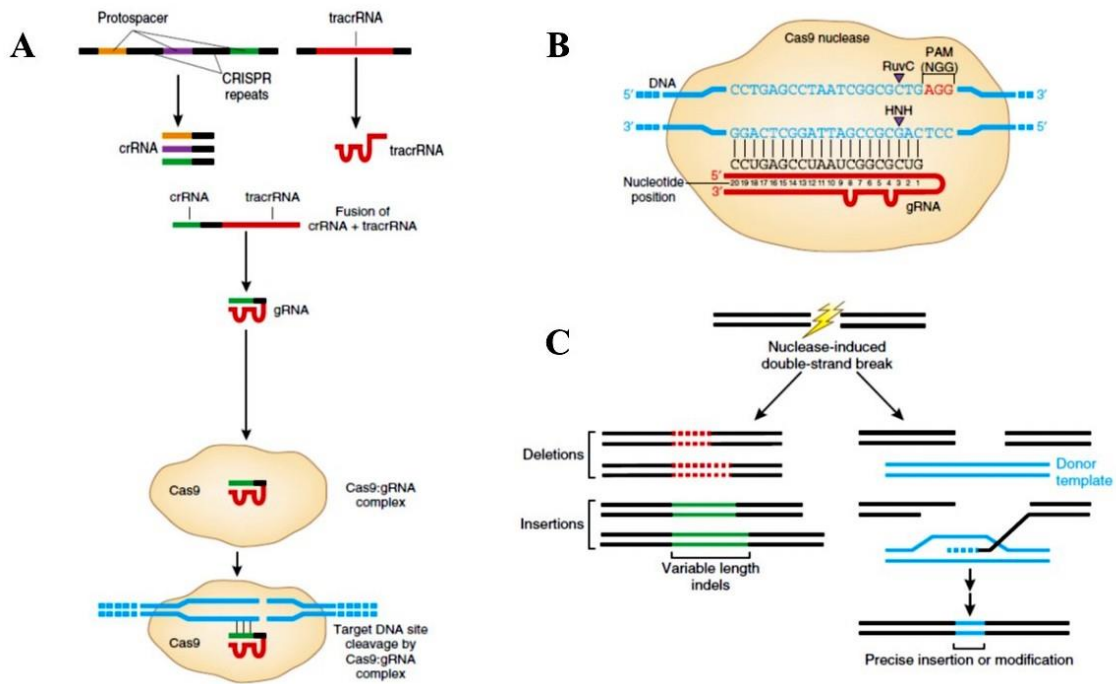 A
Protospacer
tracrRNA
CRISPR
repeats
crRNA
tracrRNA
crRNA
tracrRNA
Fusion of
crRNA + tracrRNA
gRNA
Cas9
Cas9:gRNA
complex
Cas9
Target DNA site
cleavage by
Cas9:gRNA
complex
B
Cas9 nuclease
PAM
(NGG)
RuvC
DNA
5′ CCTGAGCCTAATCGGCGCTGAGG 3′
HNH
3′ GGACTCGGATTAGCCGCGACTCC 5′
CCUGAGCCUAAUCGGCGCUG
5′
20 19 18 17 16 15 14 13 12 11 10 9 8 7 6 5 4 3 2 1
Nucleotide
position
3′
gRNA
C
Nuclease-induced
double-strand break
Deletions
Donor
template
Insertions
Variable length
indels
Precise insertion or modification